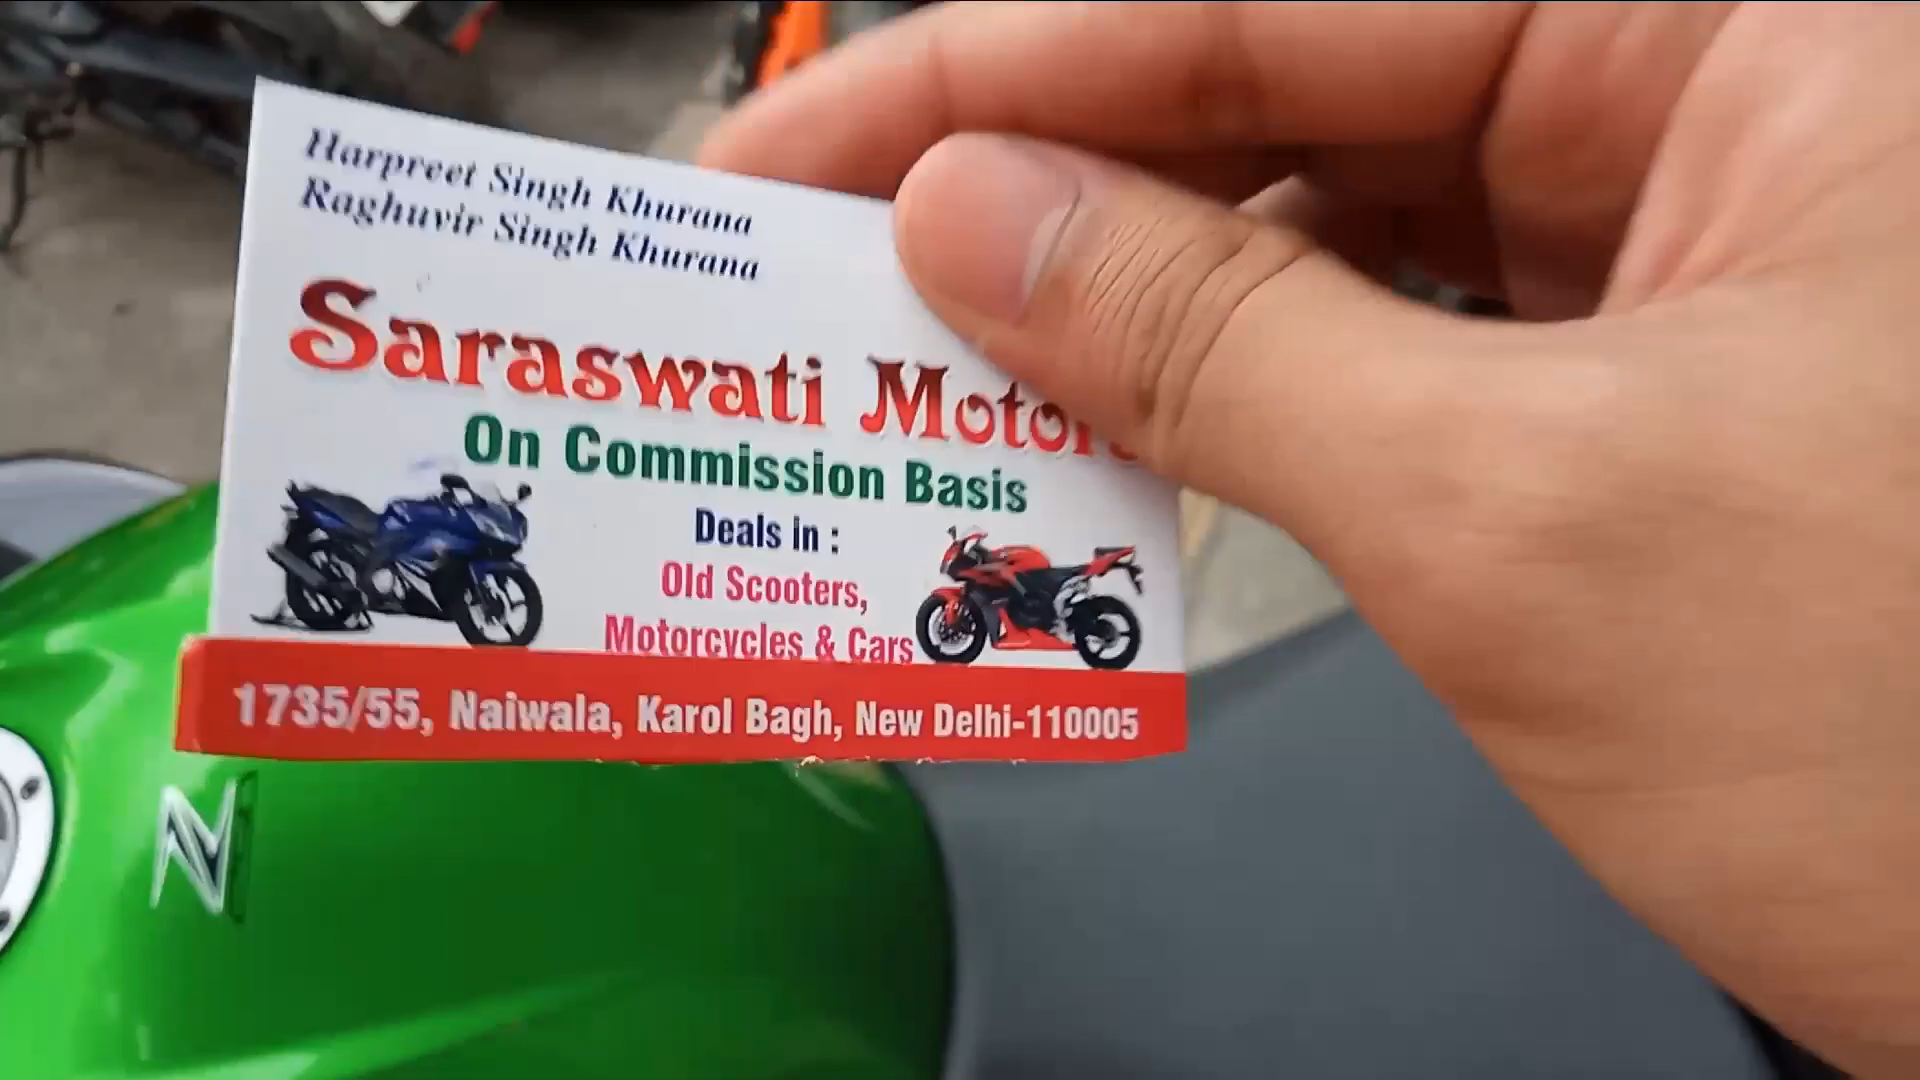 Harpreet Singh Khurana
Raghuvir Singh Khurana
Saraswati Motors
On Commission Basis
Deals in :
Old Scooters,
Motorcycles & Cars
1735/55, Naiwala, Karol Bagh, New Delhi-110005
N